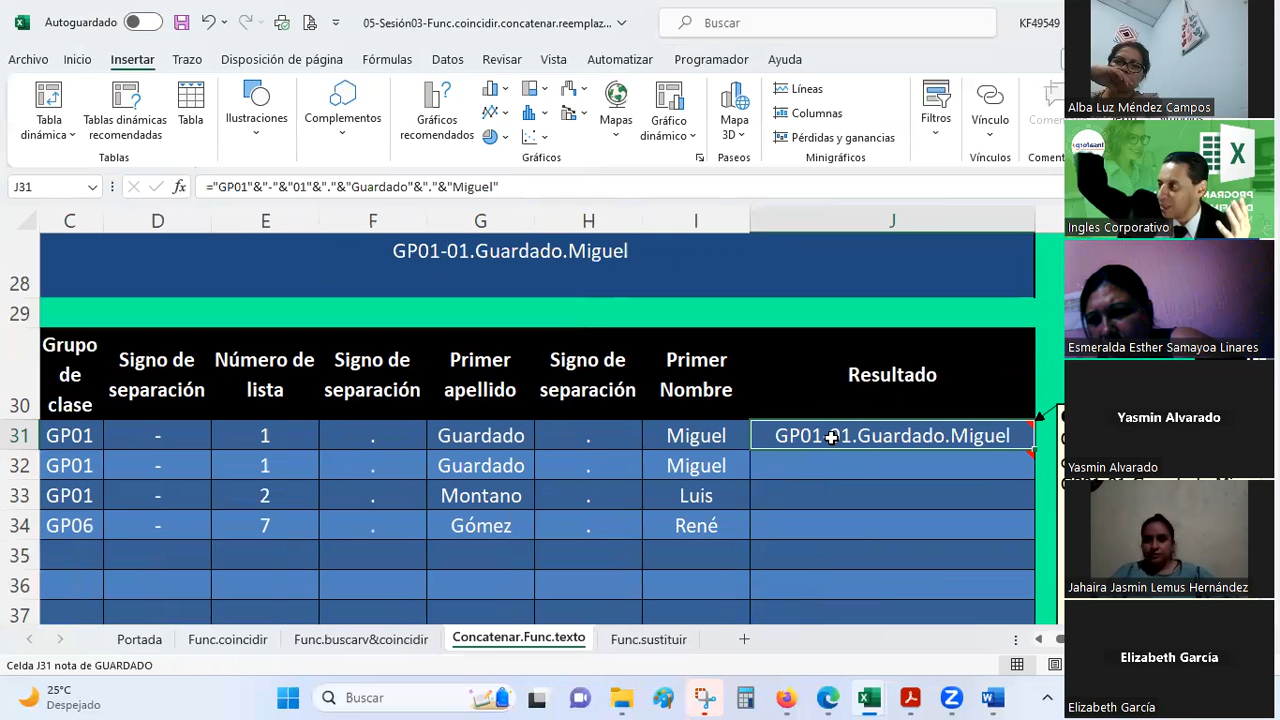 Autoguardado
05-Sesión03-Func.coincidir.concatenar.reemplaz...
Buscar
KF49549
Archivo Inicio Insertar Trazo Disposición de página Fórmulas Datos Revisar Vista Automatizar Programador Ayuda
Tabla dinámica
Tablas dinámicas recomendadas
Tabla
Ilustraciones
Complementos
Gráficos recomendados
Mapas
Gráfico dinámico
Mapa 3D
Líneas
Columnas
Pérdidas y ganancias
Filtros
Vínculo
Tablas Gráficos Paseos Minigráficos Vínculos
J31 fx ="GP01"&"-"&"01"&"."&"Guardado"&"."&"Miguel"
C D E F G H I J
28 GP01-01.Guardado.Miguel
29
30 Grupo de clase Signo de separación Número de lista Signo de separación Primer apellido Signo de separación Primer Nombre Resultado
31 GP01 - 1 . Guardado . Miguel GP01-01.Guardado.Miguel
32 GP01 - 1 . Guardado . Miguel
33 GP01 - 2 . Montano . Luis
34 GP06 - 7 . Gómez . René
35
36
37
Portada Func.coincidir Func.buscarv&coincidir Concatenar.Func.texto Func.sustituir
Celda J31 nota de GUARDADO
25°C
Despejado
Buscar
Alba Luz Méndez Campos
Ingles Corporativo
Esmeralda Esther Samayoa Linares
Yasmin Alvarado
Yasmin Alvarado
Jahaira Jasmin Lemus Hernández
Elizabeth García
Elizabeth García